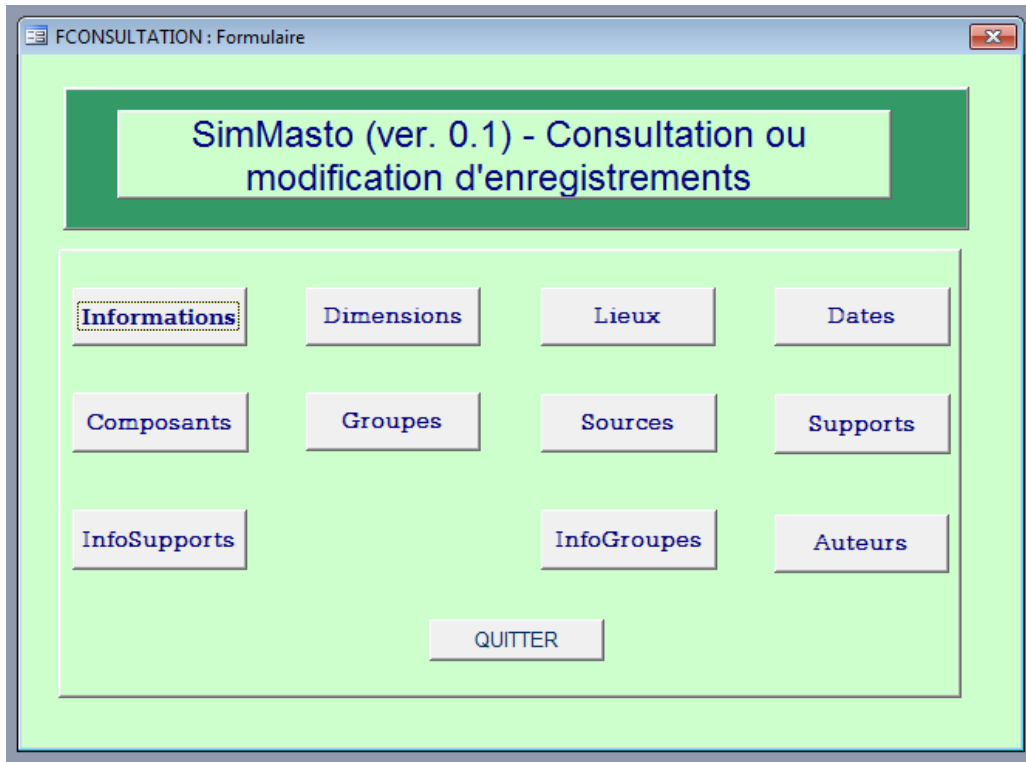 FCONSULTATION : Formulaire
SimMasto (ver. 0.1) - Consultation ou
modification d'enregistrements
Informations
Dimensions
Lieux
Dates
Composants
Groupes
Sources
Supports
InfoSupports
InfoGroupes
Auteurs
QUITTER